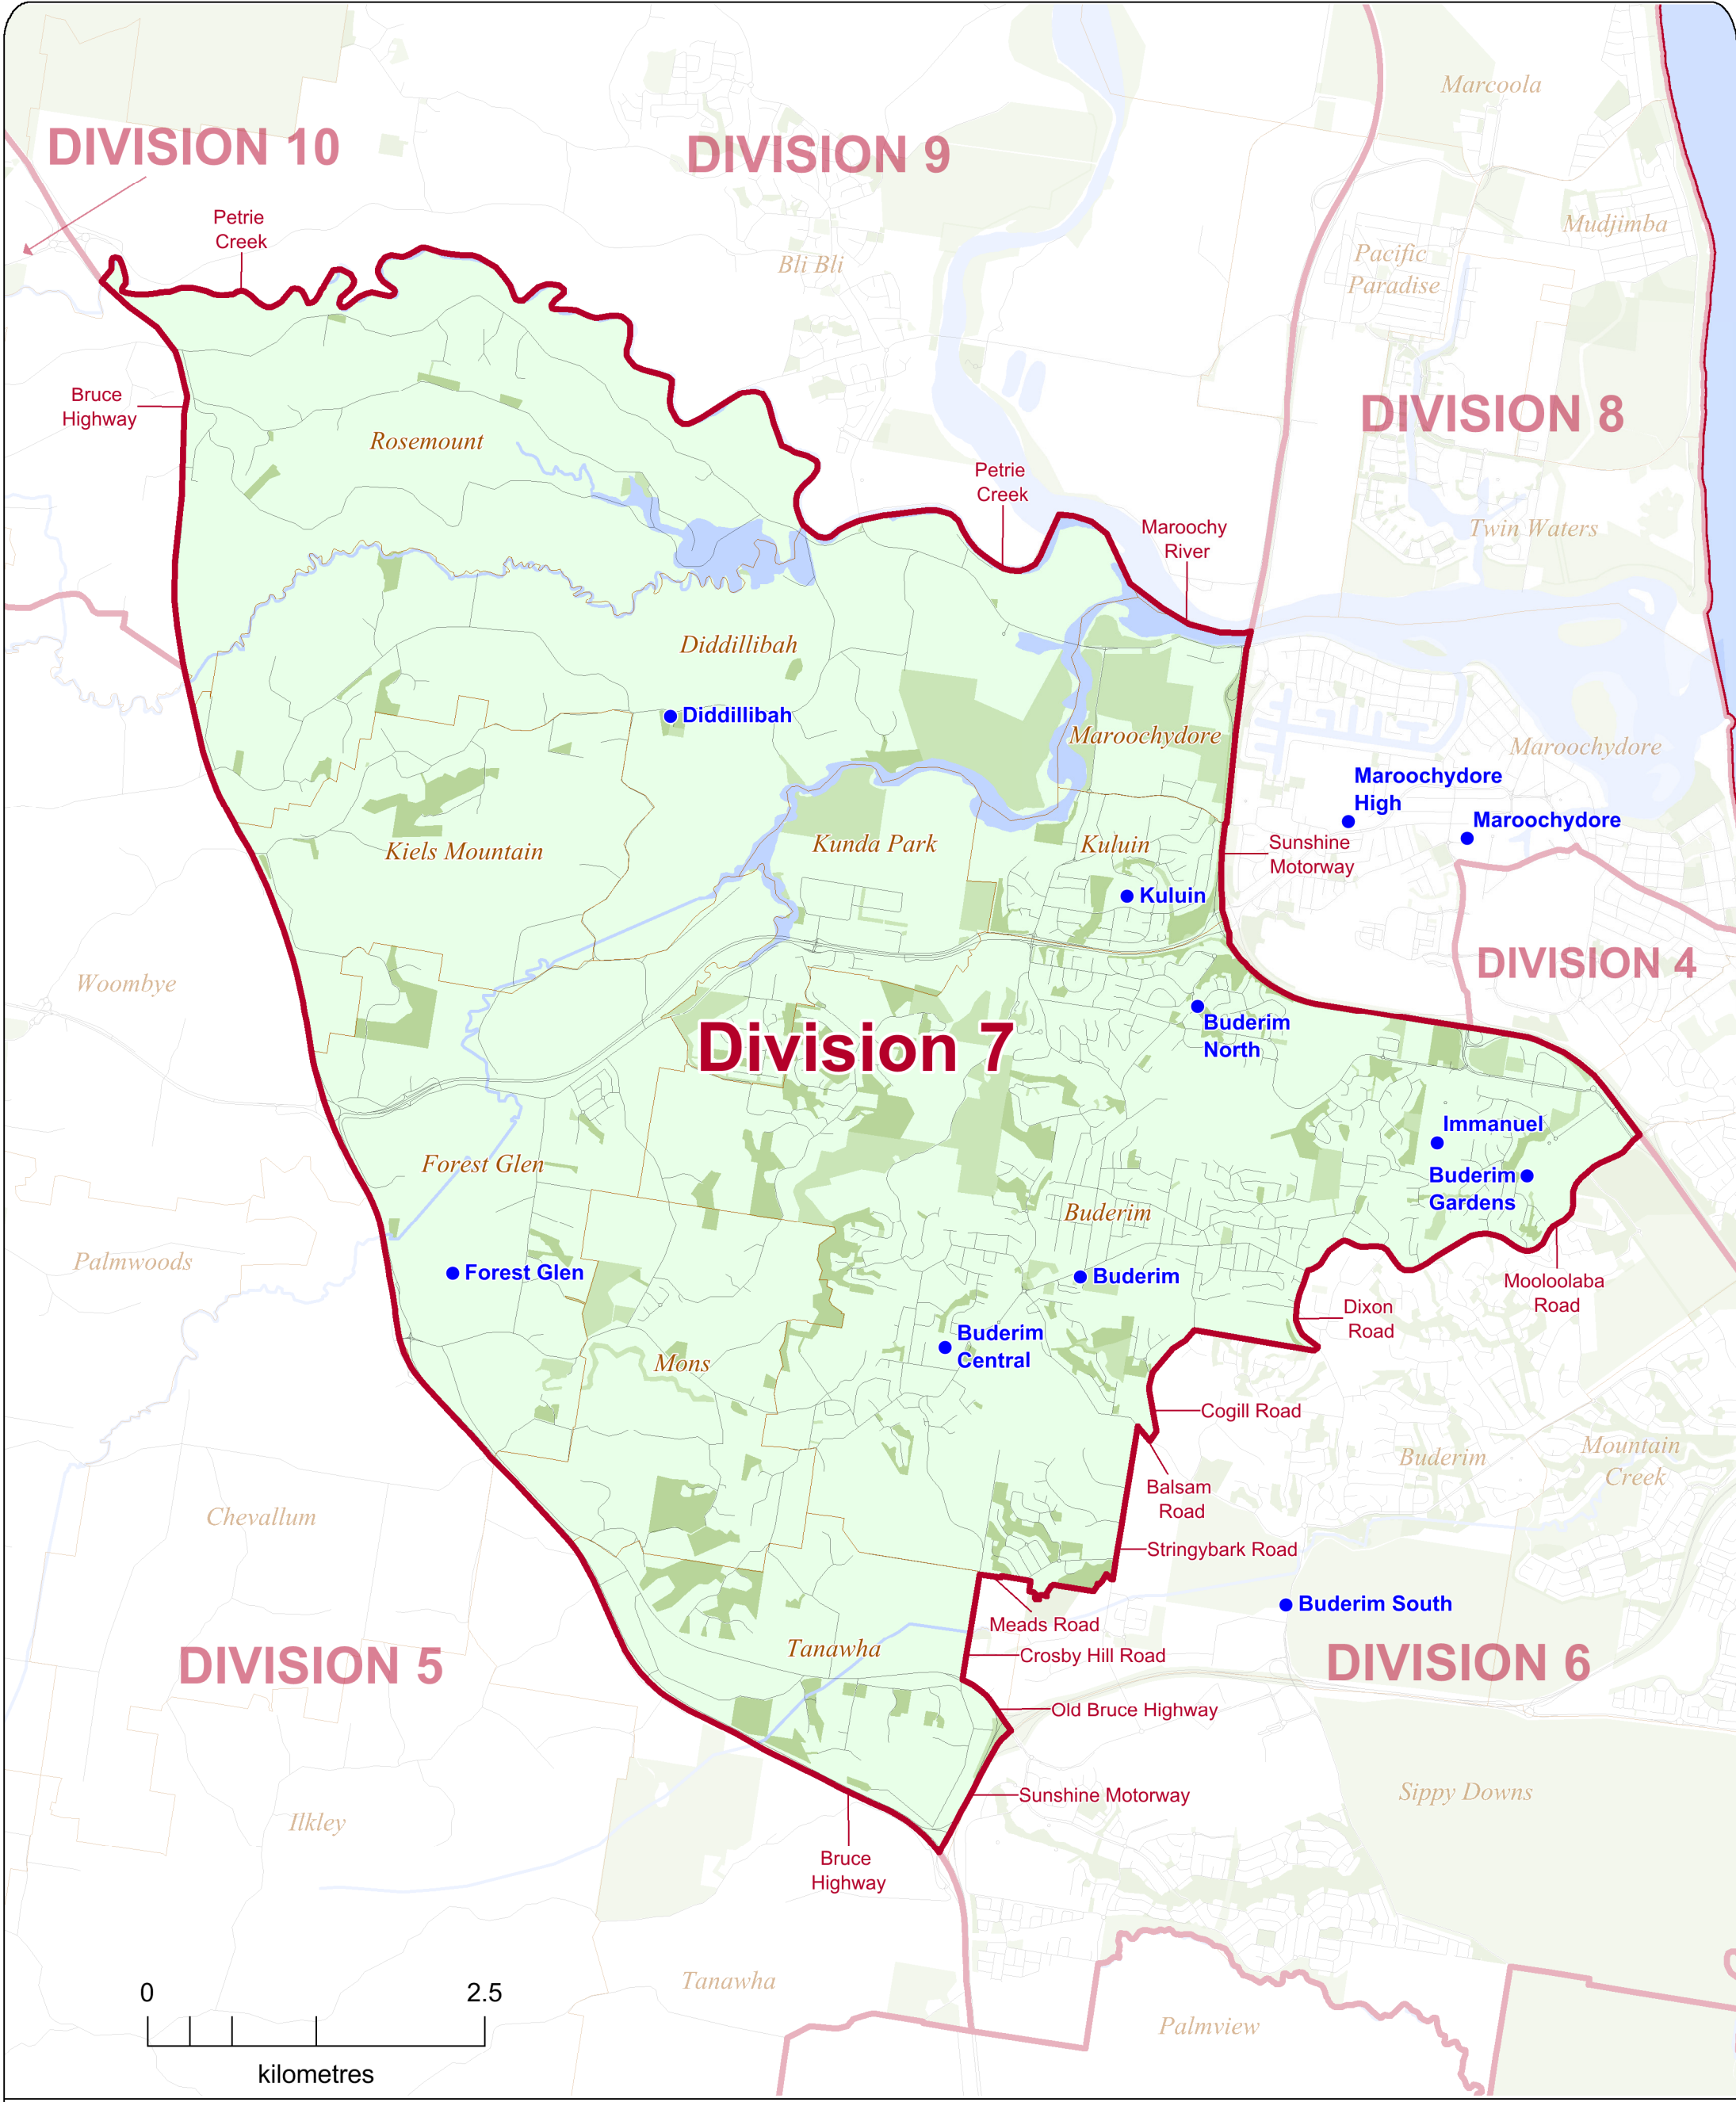 Marcoola
DIVISION 10
DIVISION 9
Petrie
Creek
Mudjimba
Pacific
Paradise
Bli Bli
Bruce
Highway
DIVISION 8
Rosemount
Petrie
Creek
Maroochy
River
Twin Waters
Diddillibah
Diddillibah
Maroochydore
Maroochydore
Maroochydore
High
Maroochydore
Kiels Mountain
Kunda Park
Kuluin
Sunshine
Motorway
Kuluin
Woombye
DIVISION 4
Division 7
Buderim
North
Immanuel
Forest Glen
Buderim
Gardens
Buderim
Palmwoods
Forest Glen
Buderim
Mooloolaba
Road
Dixon
Road
Buderim
Central
Mons
Cogill Road
Buderim
Mountain
Creek
Balsam
Road
Chevallum
Stringybark Road
Buderim South
Meads Road
Tanawha
Crosby Hill Road
DIVISION 5
DIVISION 6
Old Bruce Highway
Sunshine Motorway
Sippy Downs
Ilkley
Bruce
Highway
Tanawha
Palmview
0 2.5
kilometres